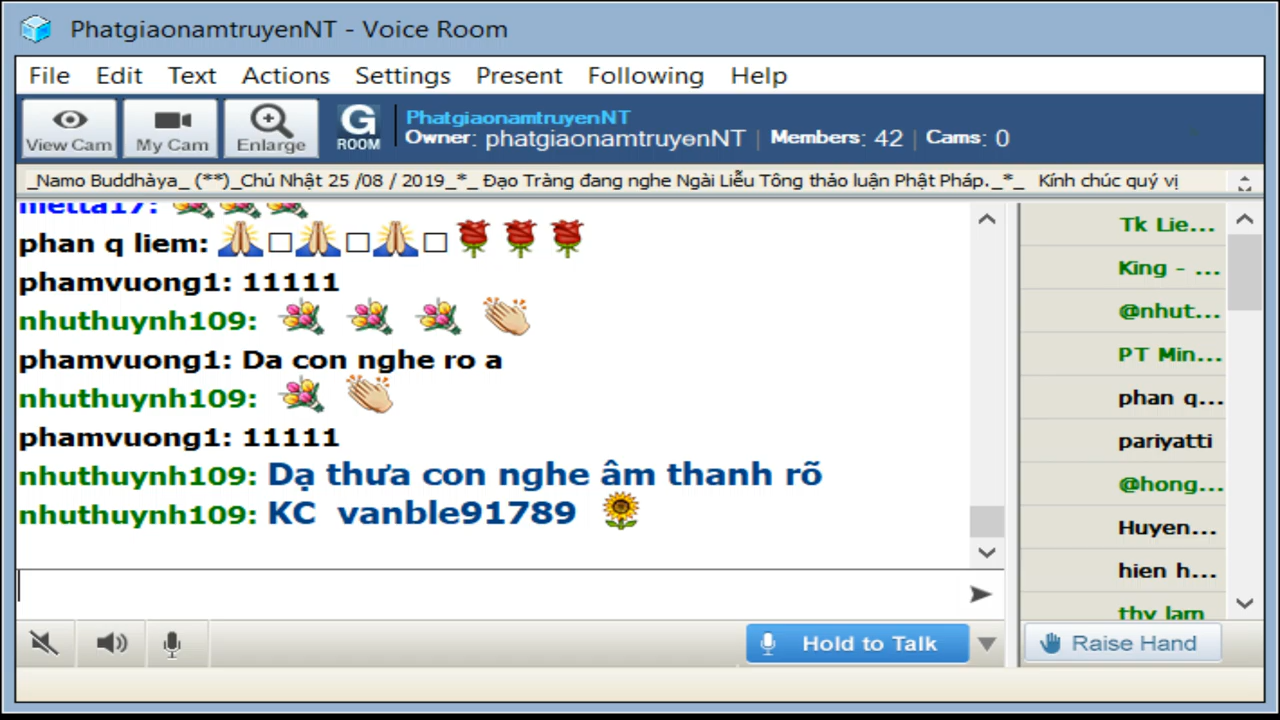 PhatgiaonamtruyenNT - Voice Room
File Edit Text Actions Settings Present Following Help
View Cam My Cam Enlarge G ROOM
PhatgiaonamtruyenNT
Owner: phatgiaonamtruyenNT | Members: 42 | Cams: 0
_Namo Buddhàya_ (**)_Chủ Nhật 25 /08 / 2019_*_ Đạo Tràng đang nghe Ngài Liễu Tông thảo luận Phật Pháp._*_ Kính chúc quý vị
metta17:
phan q liem:
phamvuong1: 11111
nhuthuynh109:
phamvuong1: Da con nghe ro a
nhuthuynh109:
phamvuong1: 11111
nhuthuynh109: Dạ thưa con nghe âm thanh rõ
nhuthuynh109: KC vanble91789
Tk Lie...
King - ...
@nhut...
PT Min...
phan q...
pariyatti
@hong...
Huyen...
hien h...
thy lam
Hold to Talk
Raise Hand